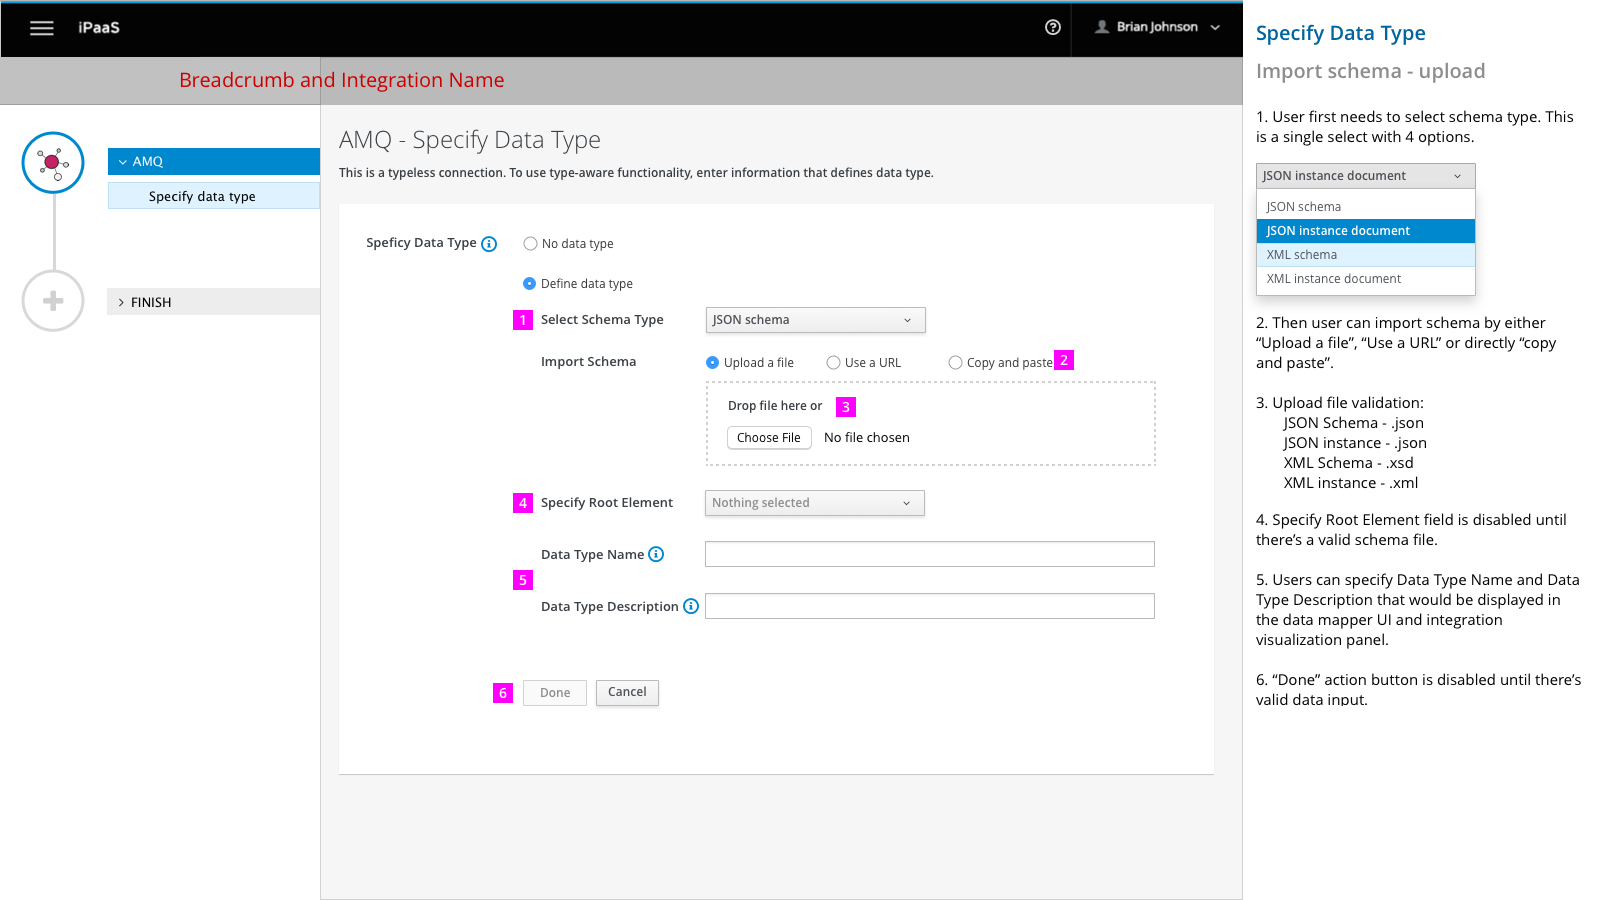 iPaaS
Brian Johnson
Breadcrumb and Integration Name
AMQ
Specify data type
FINISH
AMQ - Specify Data Type
This is a typeless connection. To use type-aware functionality, enter information that defines data type.
Speficy Data Type
No data type
Define data type
1 Select Schema Type JSON schema
Import Schema Upload a file Use a URL Copy and paste 2
Drop file here or 3
Choose File No file chosen
4 Specify Root Element Nothing selected
Data Type Name
5
Data Type Description
6 Done Cancel
Specify Data Type
Import schema - upload
1. User first needs to select schema type. This
is a single select with 4 options.
JSON instance document
JSON schema
JSON instance document
XML schema
XML instance document
2. Then user can import schema by either
“Upload a file”, “Use a URL” or directly “copy
and paste”.
3. Upload file validation:
JSON Schema - .json
JSON instance - .json
XML Schema - .xsd
XML instance - .xml
4. Specify Root Element field is disabled until
there’s a valid schema file.
5. Users can specify Data Type Name and Data
Type Description that would be displayed in
the data mapper UI and integration
visualization panel.
6. “Done” action button is disabled until there’s
valid data input.